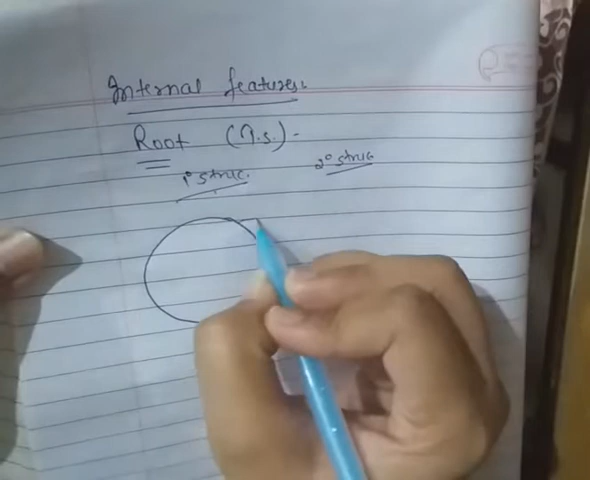 Internal features.
Root (T.s.) -
1° struc. 2° struc